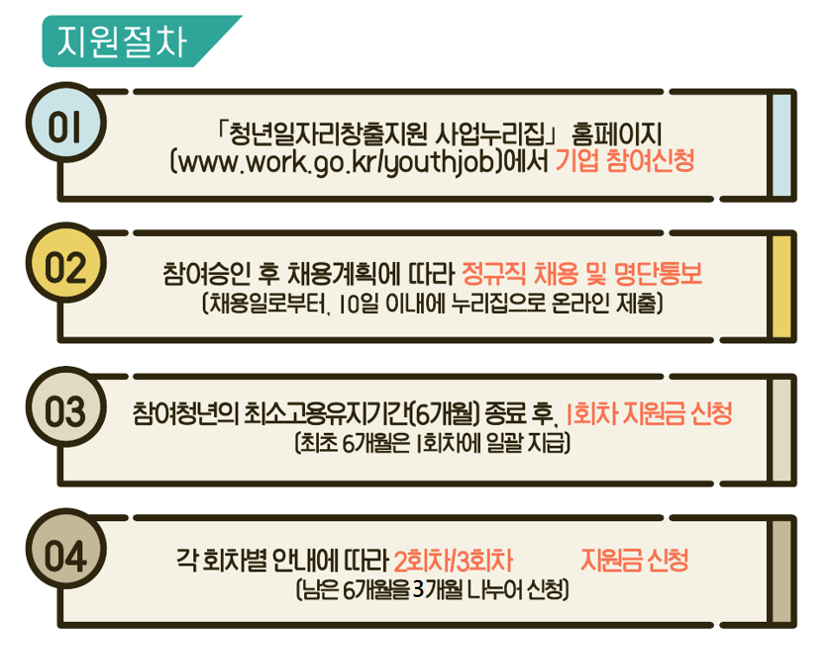 지원절차
01
「청년일자리창출지원 사업누리집」 홈페이지
(www.work.go.kr/youthjob)에서 기업 참여신청
02
참여승인 후 채용계획에 따라 정규직 채용 및 명단통보
(채용일로부터, 10일 이내에 누리집으로 온라인 제출)
03
참여청년의 최소고용유지기간(6개월) 종료 후, 1회차 지원금 신청
(최초 6개월은 1회차에 일괄 지급)
04
각 회차별 안내에 따라 2회차/3회차 지원금 신청
(남은 6개월을 3개월 나누어 신청)